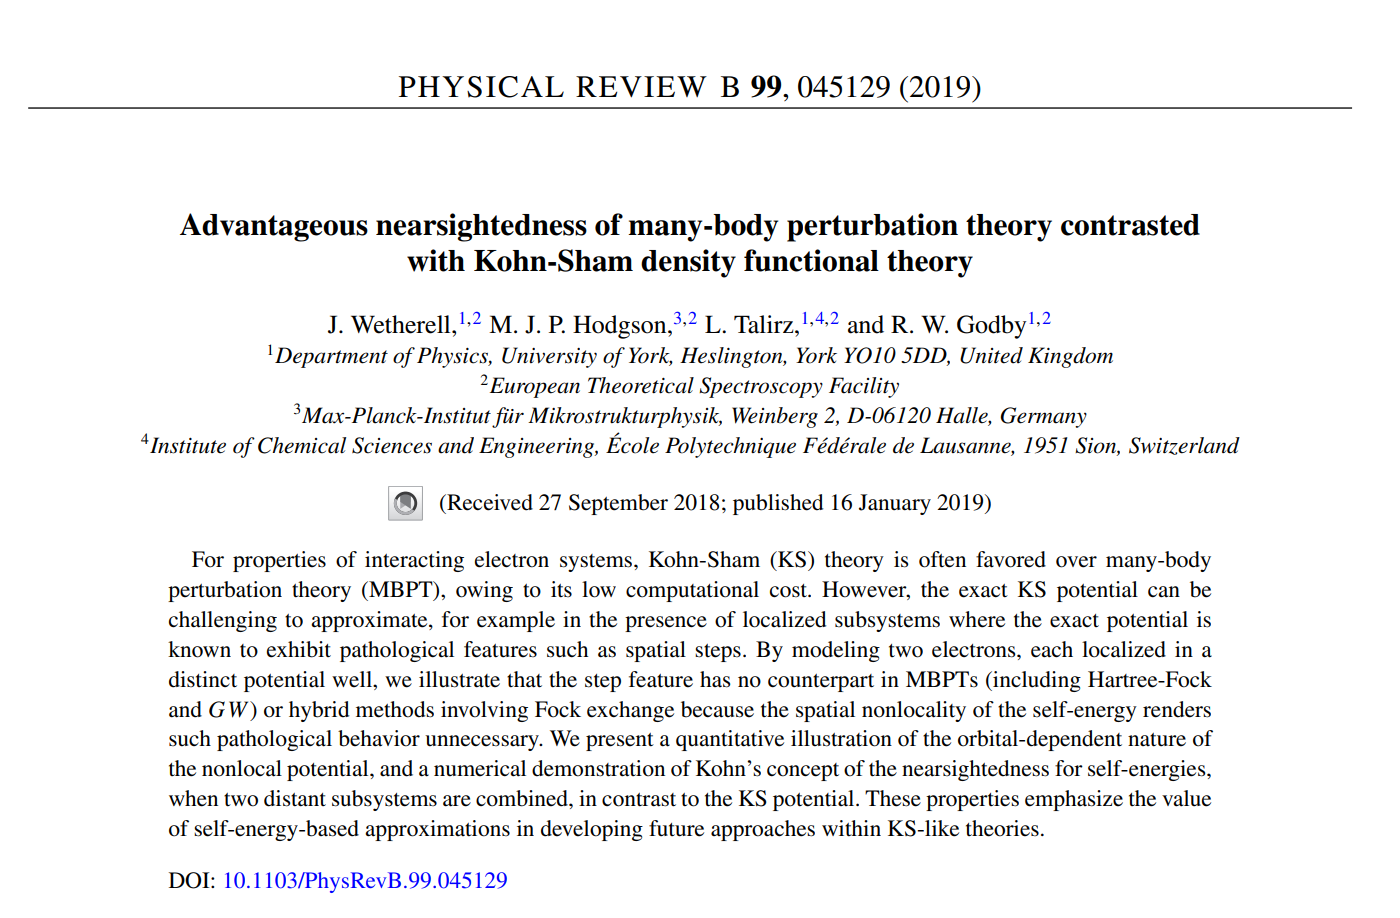 PHYSICAL REVIEW B 99, 045129 (2019)
Advantageous nearsightedness of many-body perturbation theory contrasted
with Kohn-Sham density functional theory
J. Wetherell,1,2 M. J. P. Hodgson,3,2 L. Talirz,1,4,2 and R. W. Godby1,2
1Department of Physics, University of York, Heslington, York YO10 5DD, United Kingdom
2European Theoretical Spectroscopy Facility
3Max-Planck-Institut für Mikrostrukturphysik, Weinberg 2, D-06120 Halle, Germany
4Institute of Chemical Sciences and Engineering, École Polytechnique Fédérale de Lausanne, 1951 Sion, Switzerland
(Received 27 September 2018; published 16 January 2019)
For properties of interacting electron systems, Kohn-Sham (KS) theory is often favored over many-body
perturbation theory (MBPT), owing to its low computational cost. However, the exact KS potential can be
challenging to approximate, for example in the presence of localized subsystems where the exact potential is
known to exhibit pathological features such as spatial steps. By modeling two electrons, each localized in a
distinct potential well, we illustrate that the step feature has no counterpart in MBPTs (including Hartree-Fock
and GW) or hybrid methods involving Fock exchange because the spatial nonlocality of the self-energy renders
such pathological behavior unnecessary. We present a quantitative illustration of the orbital-dependent nature of
the nonlocal potential, and a numerical demonstration of Kohn's concept of the nearsightedness for self-energies,
when two distant subsystems are combined, in contrast to the KS potential. These properties emphasize the value
of self-energy-based approximations in developing future approaches within KS-like theories.
DOI: 10.1103/PhysRevB.99.045129